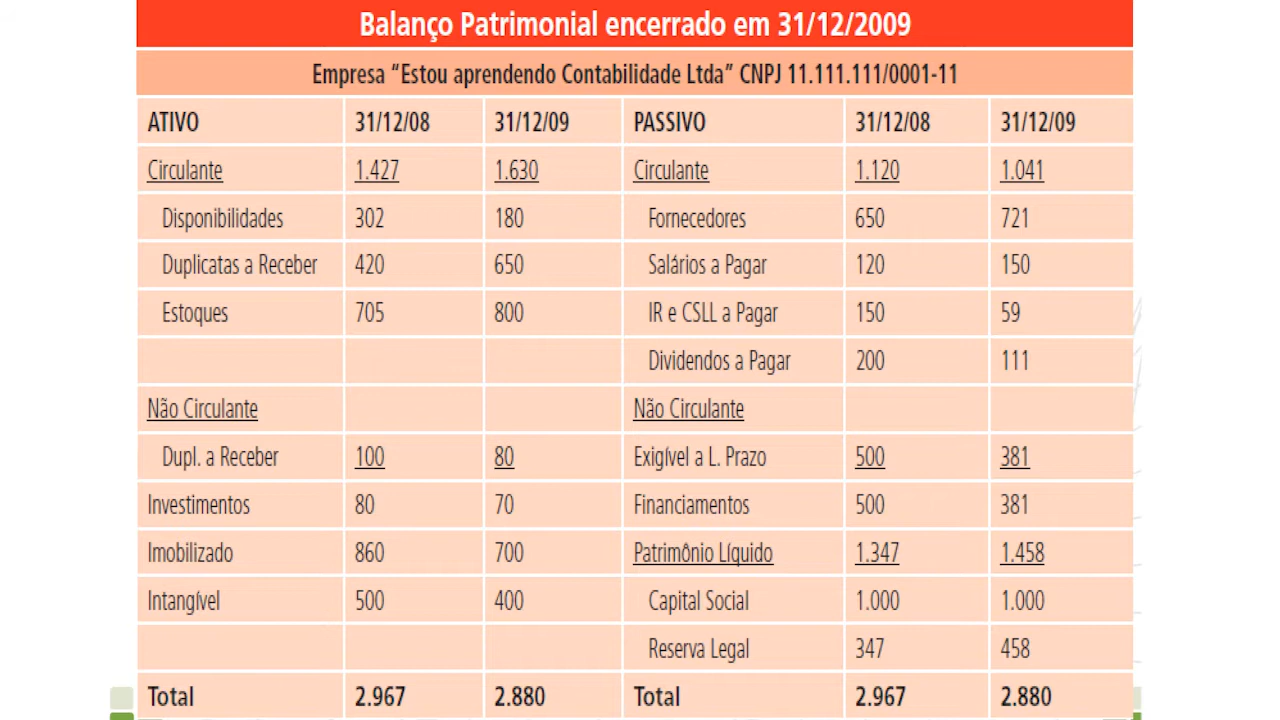 Balanço Patrimonial encerrado em 31/12/2009
Empresa “Estou aprendendo Contabilidade Ltda” CNPJ 11.111.111/0001-11
ATIVO 31/12/08 31/12/09 PASSIVO 31/12/08 31/12/09
Circulante 1.427 1.630 Circulante 1.120 1.041
Disponibilidades 302 180 Fornecedores 650 721
Duplicatas a Receber 420 650 Salários a Pagar 120 150
Estoques 705 800 IR e CSLL a Pagar 150 59
Dividendos a Pagar 200 111
Não Circulante Não Circulante
Dupl. a Receber 100 80 Exigível a L. Prazo 500 381
Investimentos 80 70 Financiamentos 500 381
Imobilizado 860 700 Patrimônio Líquido 1.347 1.458
Intangível 500 400 Capital Social 1.000 1.000
Reserva Legal 347 458
Total 2.967 2.880 Total 2.967 2.880